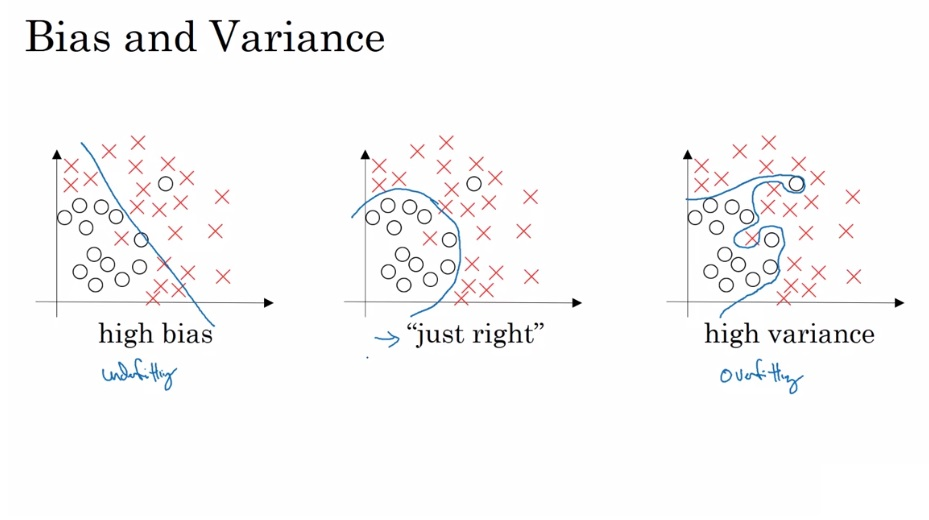 Bias and Variance
high bias
→ "just right"
high variance
underfitting
overfitting